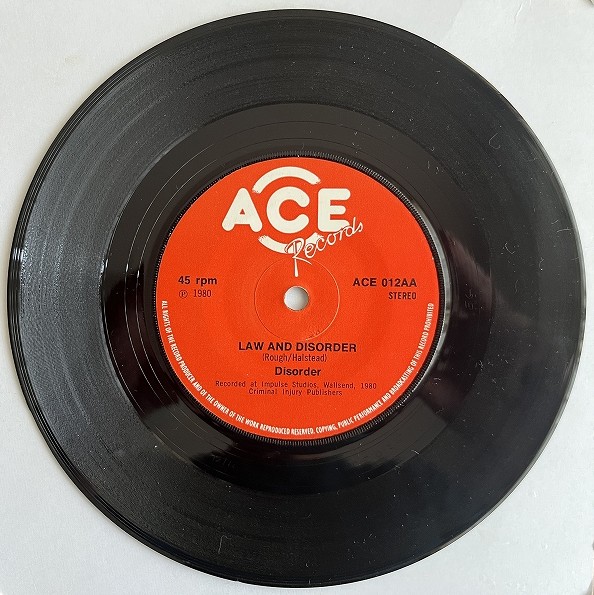 ACE
Records
45 rpm
ACE 012AA
℗ 1980
STEREO
LAW AND DISORDER
(Rough/Halstead)
Disorder
Recorded at Impulse Studios, Wallsend, 1980
Criminal Injury Publishers
ALL RIGHTS OF THE RECORD PRODUCER AND OF THE OWNER OF THE WORK REPRODUCED RESERVED. COPYING, PUBLIC PERFORMANCE AND BROADCASTING OF THIS RECORD PROHIBITED